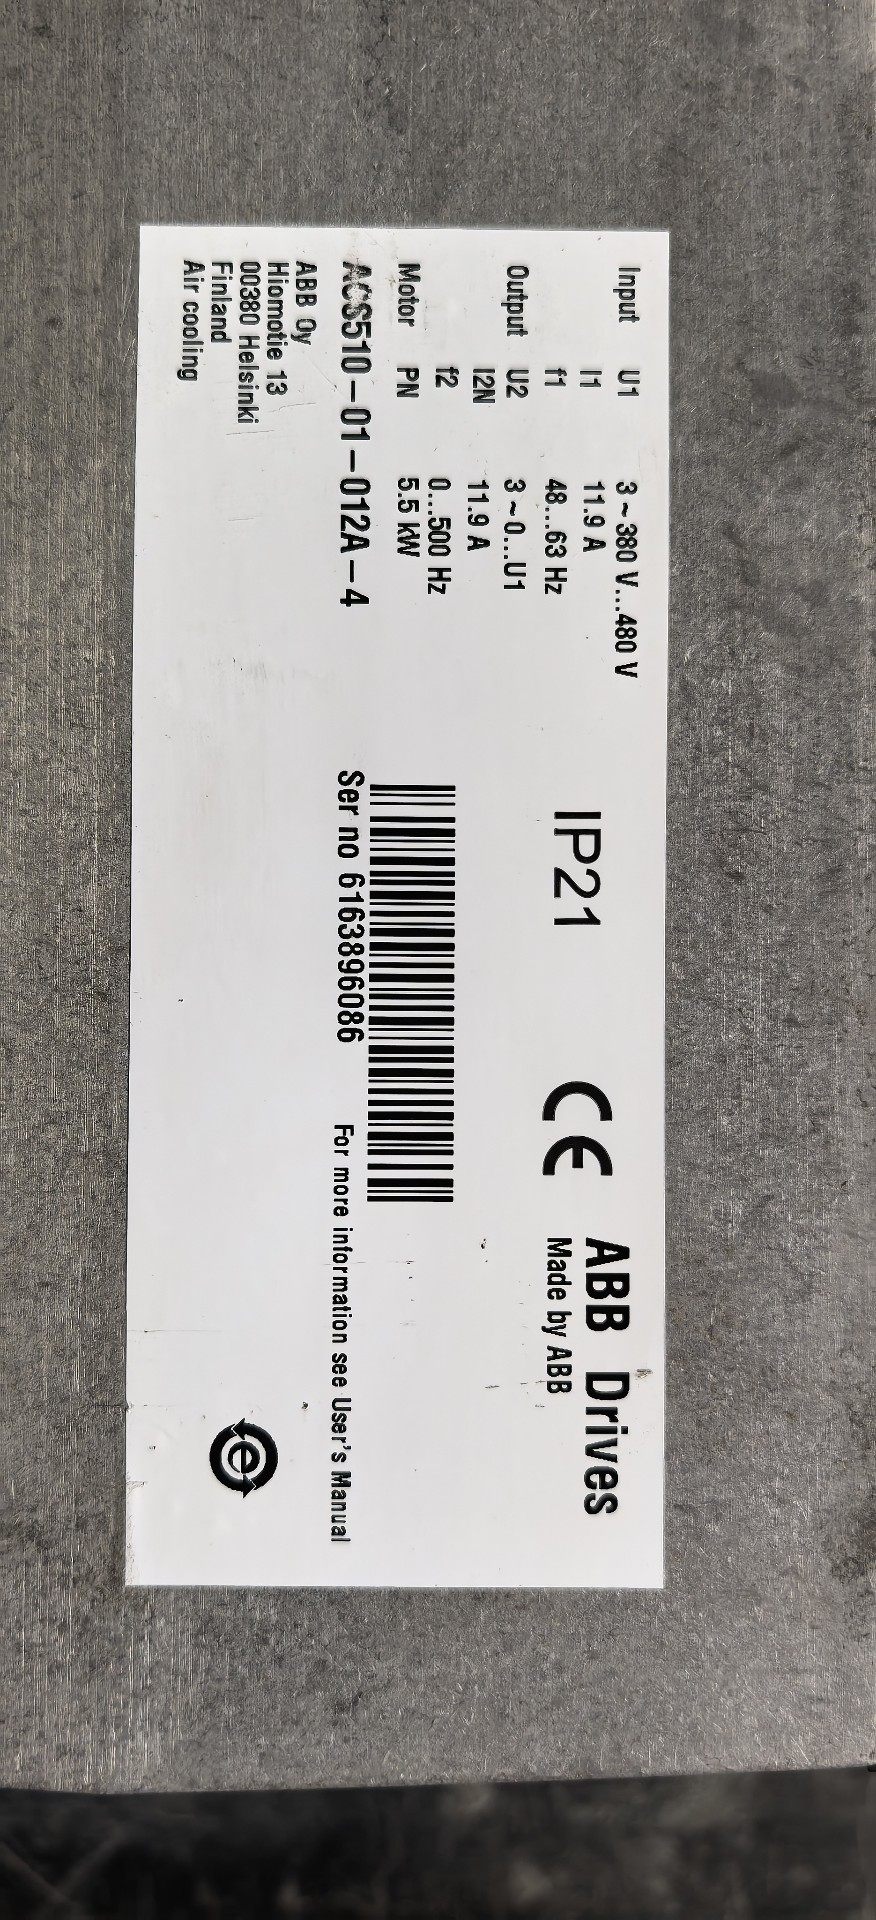 Input U1 3~380 V...480 V
I1 11.9 A
f1 48...63 Hz
Output U2 3~0...U1
I2N 11.9 A
f2 0...500 Hz
Motor PN 5.5 kW
ACS510-01-012A-4
ABB Oy
Hiomotie 13
00380 Helsinki
Finland
Air cooling
IP21
CE
ABB Drives
Made by ABB
Ser no 6163896086
For more information see User's Manual
e